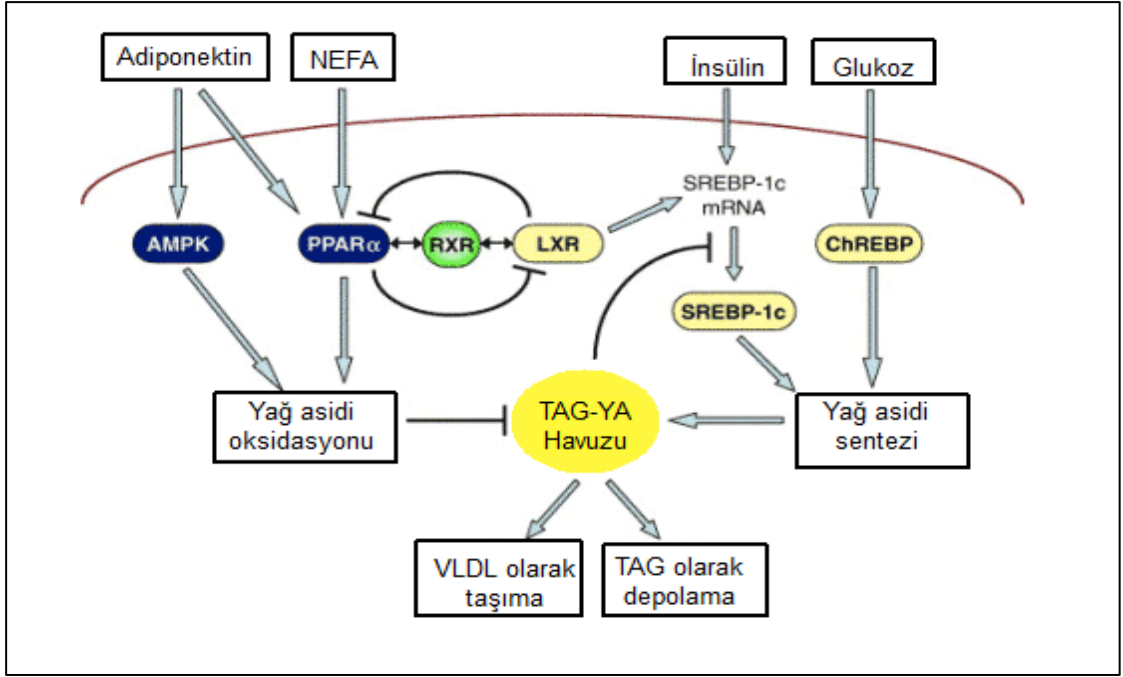 Adiponektin
NEFA
İnsülin
Glukoz
SREBP-1c
mRNA
AMPK
PPARα
RXR
LXR
ChREBP
SREBP-1c
Yağ asidi
oksidasyonu
TAG-YA
Havuzu
Yağ asidi
sentezi
VLDL olarak
taşıma
TAG olarak
depolama